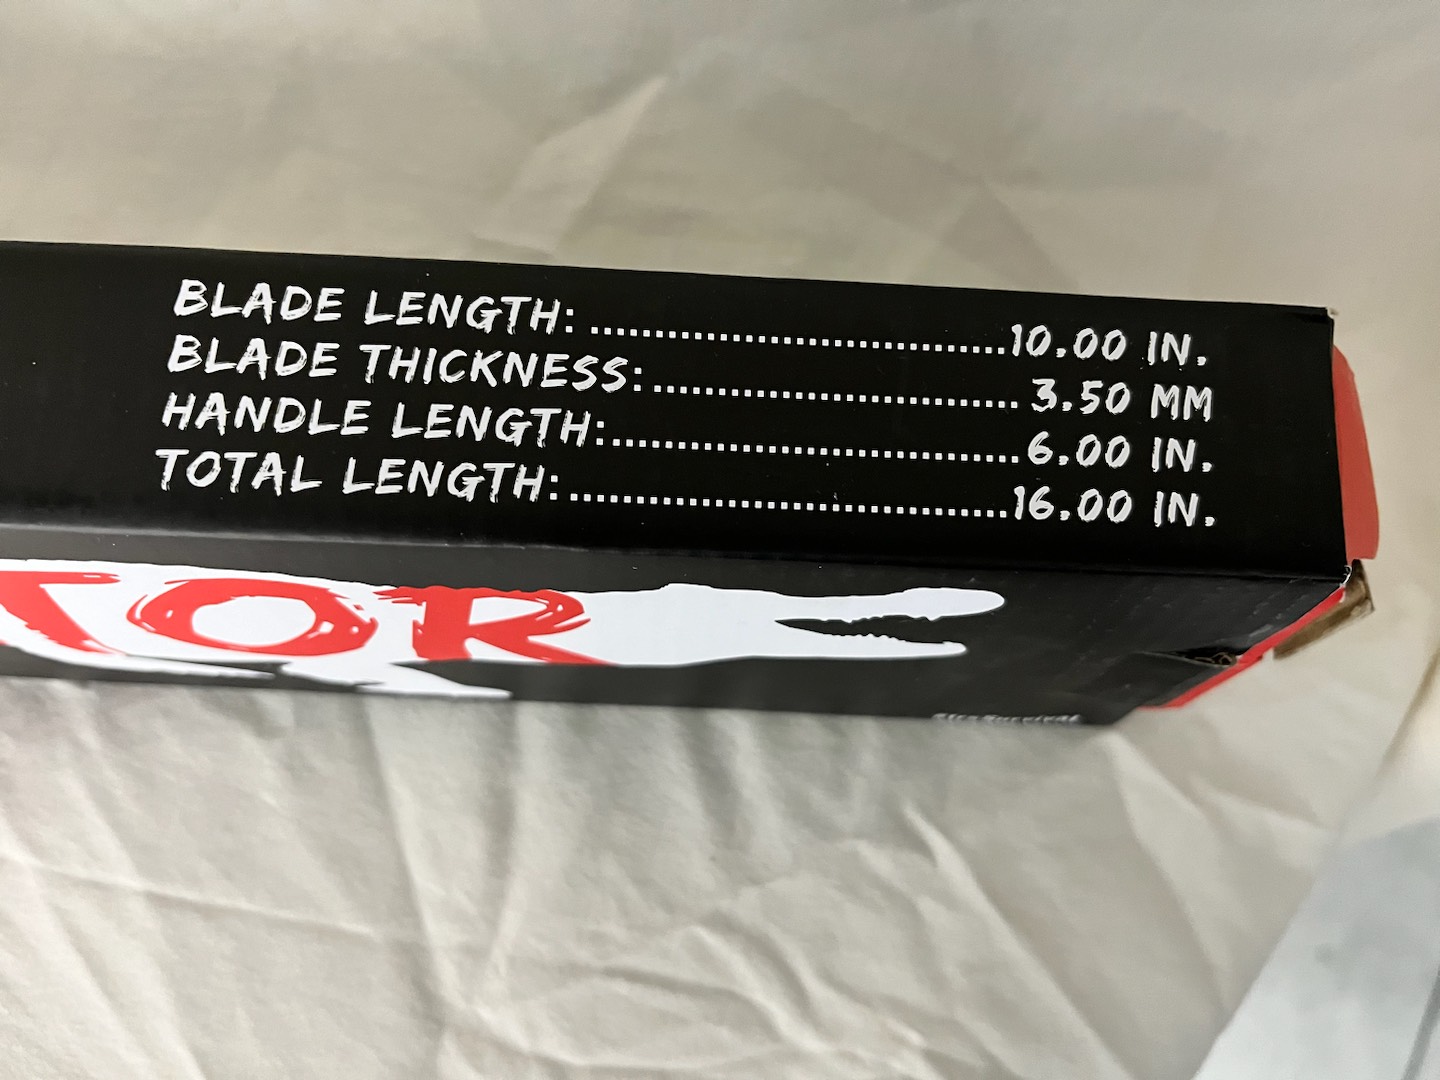 BLADE LENGTH: ..................................10.00 IN.
BLADE THICKNESS: .............................. 3.50 MM
HANDLE LENGTH: ..................................6.00 IN.
TOTAL LENGTH: ....................................16.00 IN.
TOR